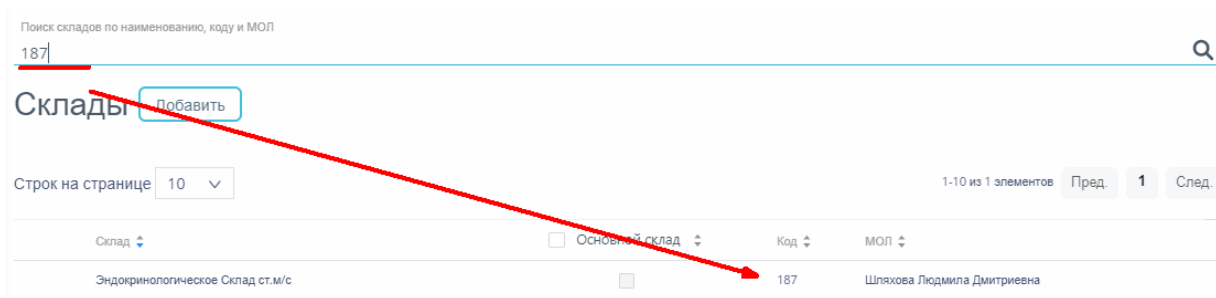 Поиск складов по наименованию, коду и МОЛ
187
Склады Добавить
Строк на странице 10 1-10 из 1 элементов Пред. 1 След.
Склад Основной склад Код МОЛ
Эндокринологическое Склад ст.м/с 187 Шляхова Людмила Дмитриевна